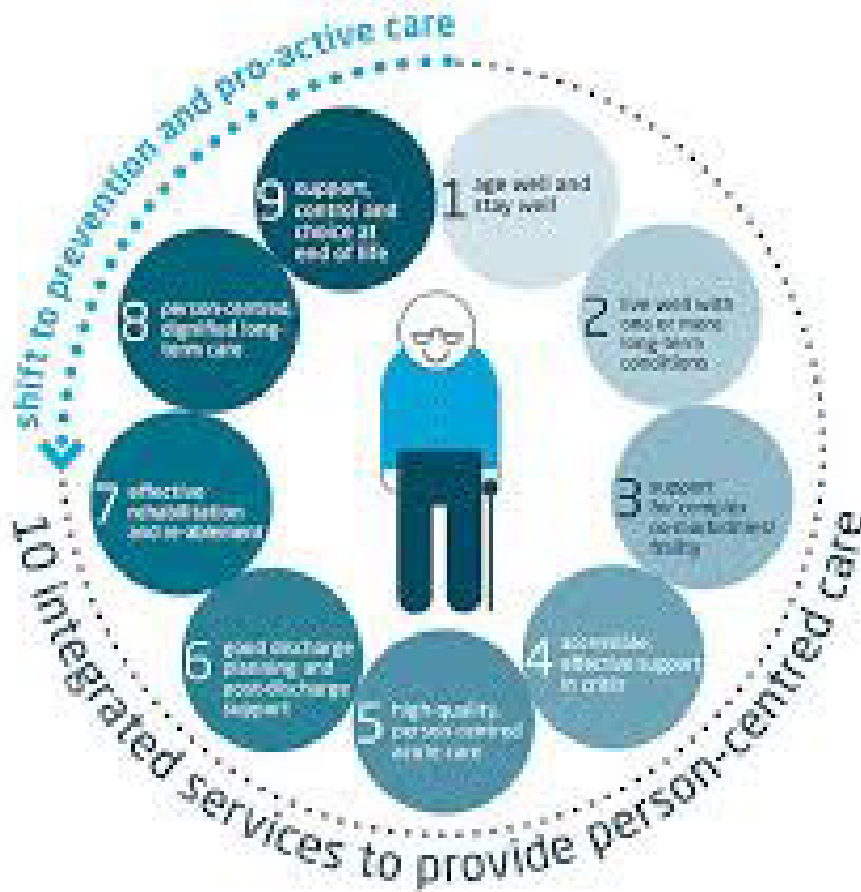 shift to prevention and pro-active care
1 age well and
stay well
2 live well with
one or more
long-term
conditions
3 support
for complex
co-morbidities/
frailty
4 accessible,
effective support
in crisis
5 high-quality,
person-centred
acute care
6 good discharge
planning and
post-discharge
support
7 effective
rehabilitation
and re-ablement
8 person-centred,
dignified long-
term care
9 support,
control and
choice at
end of life
10 integrated services to provide person-centred care